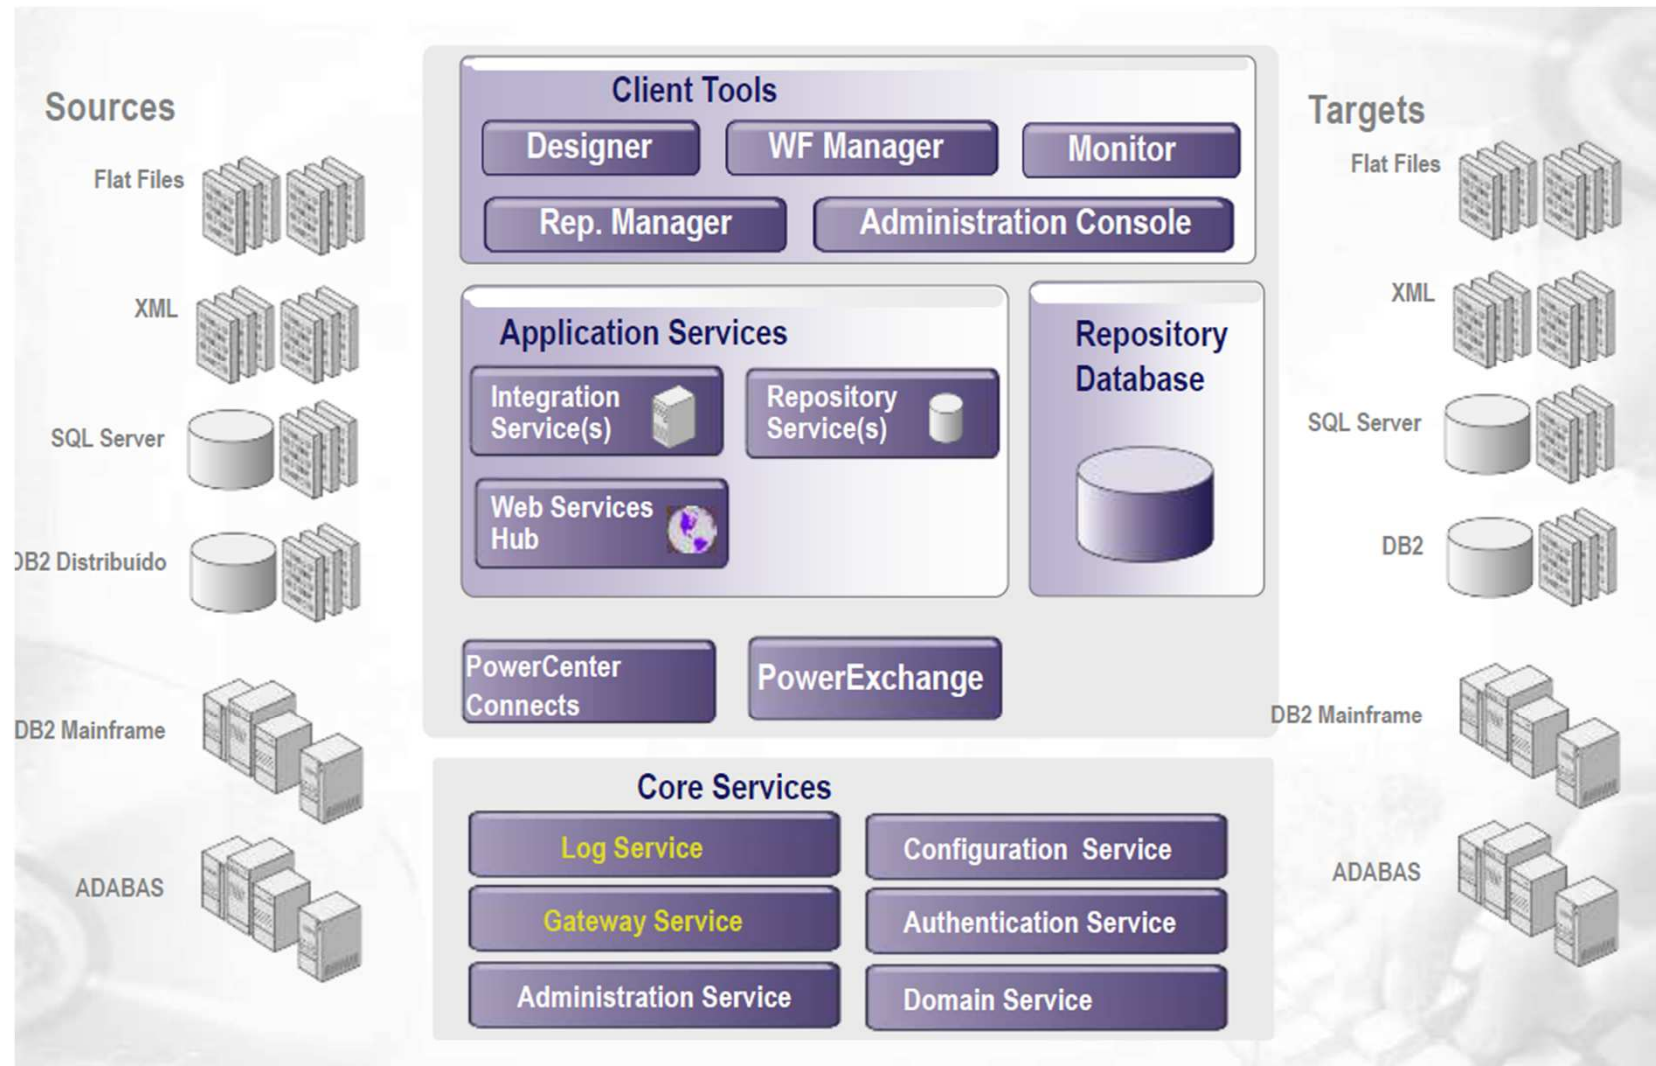 Sources
Flat Files
XML
SQL Server
DB2 Distribuído
DB2 Mainframe
ADABAS
Client Tools
Designer
WF Manager
Monitor
Rep. Manager
Administration Console
Application Services
Integration
Service(s)
Repository
Service(s)
Web Services
Hub
Repository
Database
PowerCenter
Connects
PowerExchange
Core Services
Log Service
Configuration Service
Gateway Service
Authentication Service
Administration Service
Domain Service
Targets
Flat Files
XML
SQL Server
DB2
DB2 Mainframe
ADABAS